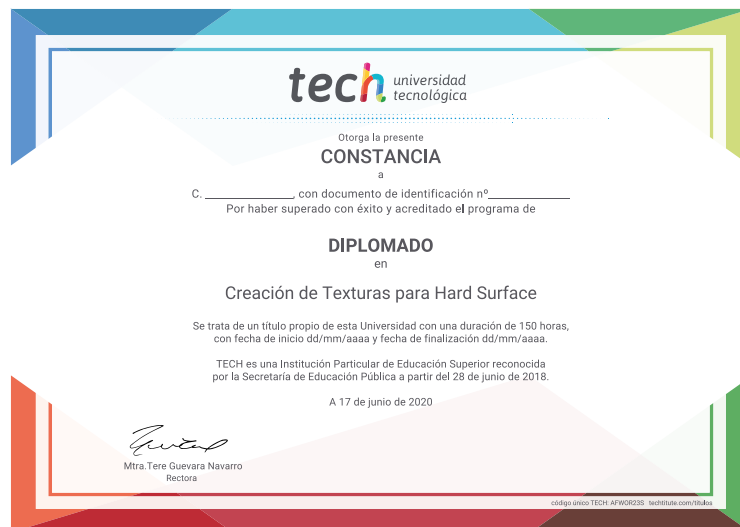 tech universidad
tecnológica
Otorga la presente
CONSTANCIA
a
C. ______________, con documento de identificación nº______________
Por haber superado con éxito y acreditado el programa de
DIPLOMADO
en
Creación de Texturas para Hard Surface
Se trata de un título propio de esta Universidad con una duración de 150 horas,
con fecha de inicio dd/mm/aaaa y fecha de finalización dd/mm/aaaa.
TECH es una Institución Particular de Educación Superior reconocida
por la Secretaría de Educación Pública a partir del 28 de junio de 2018.
A 17 de junio de 2020
Mtra.Tere Guevara Navarro
Rectora
código único TECH: AFWOR23S techtitute.com/titulos